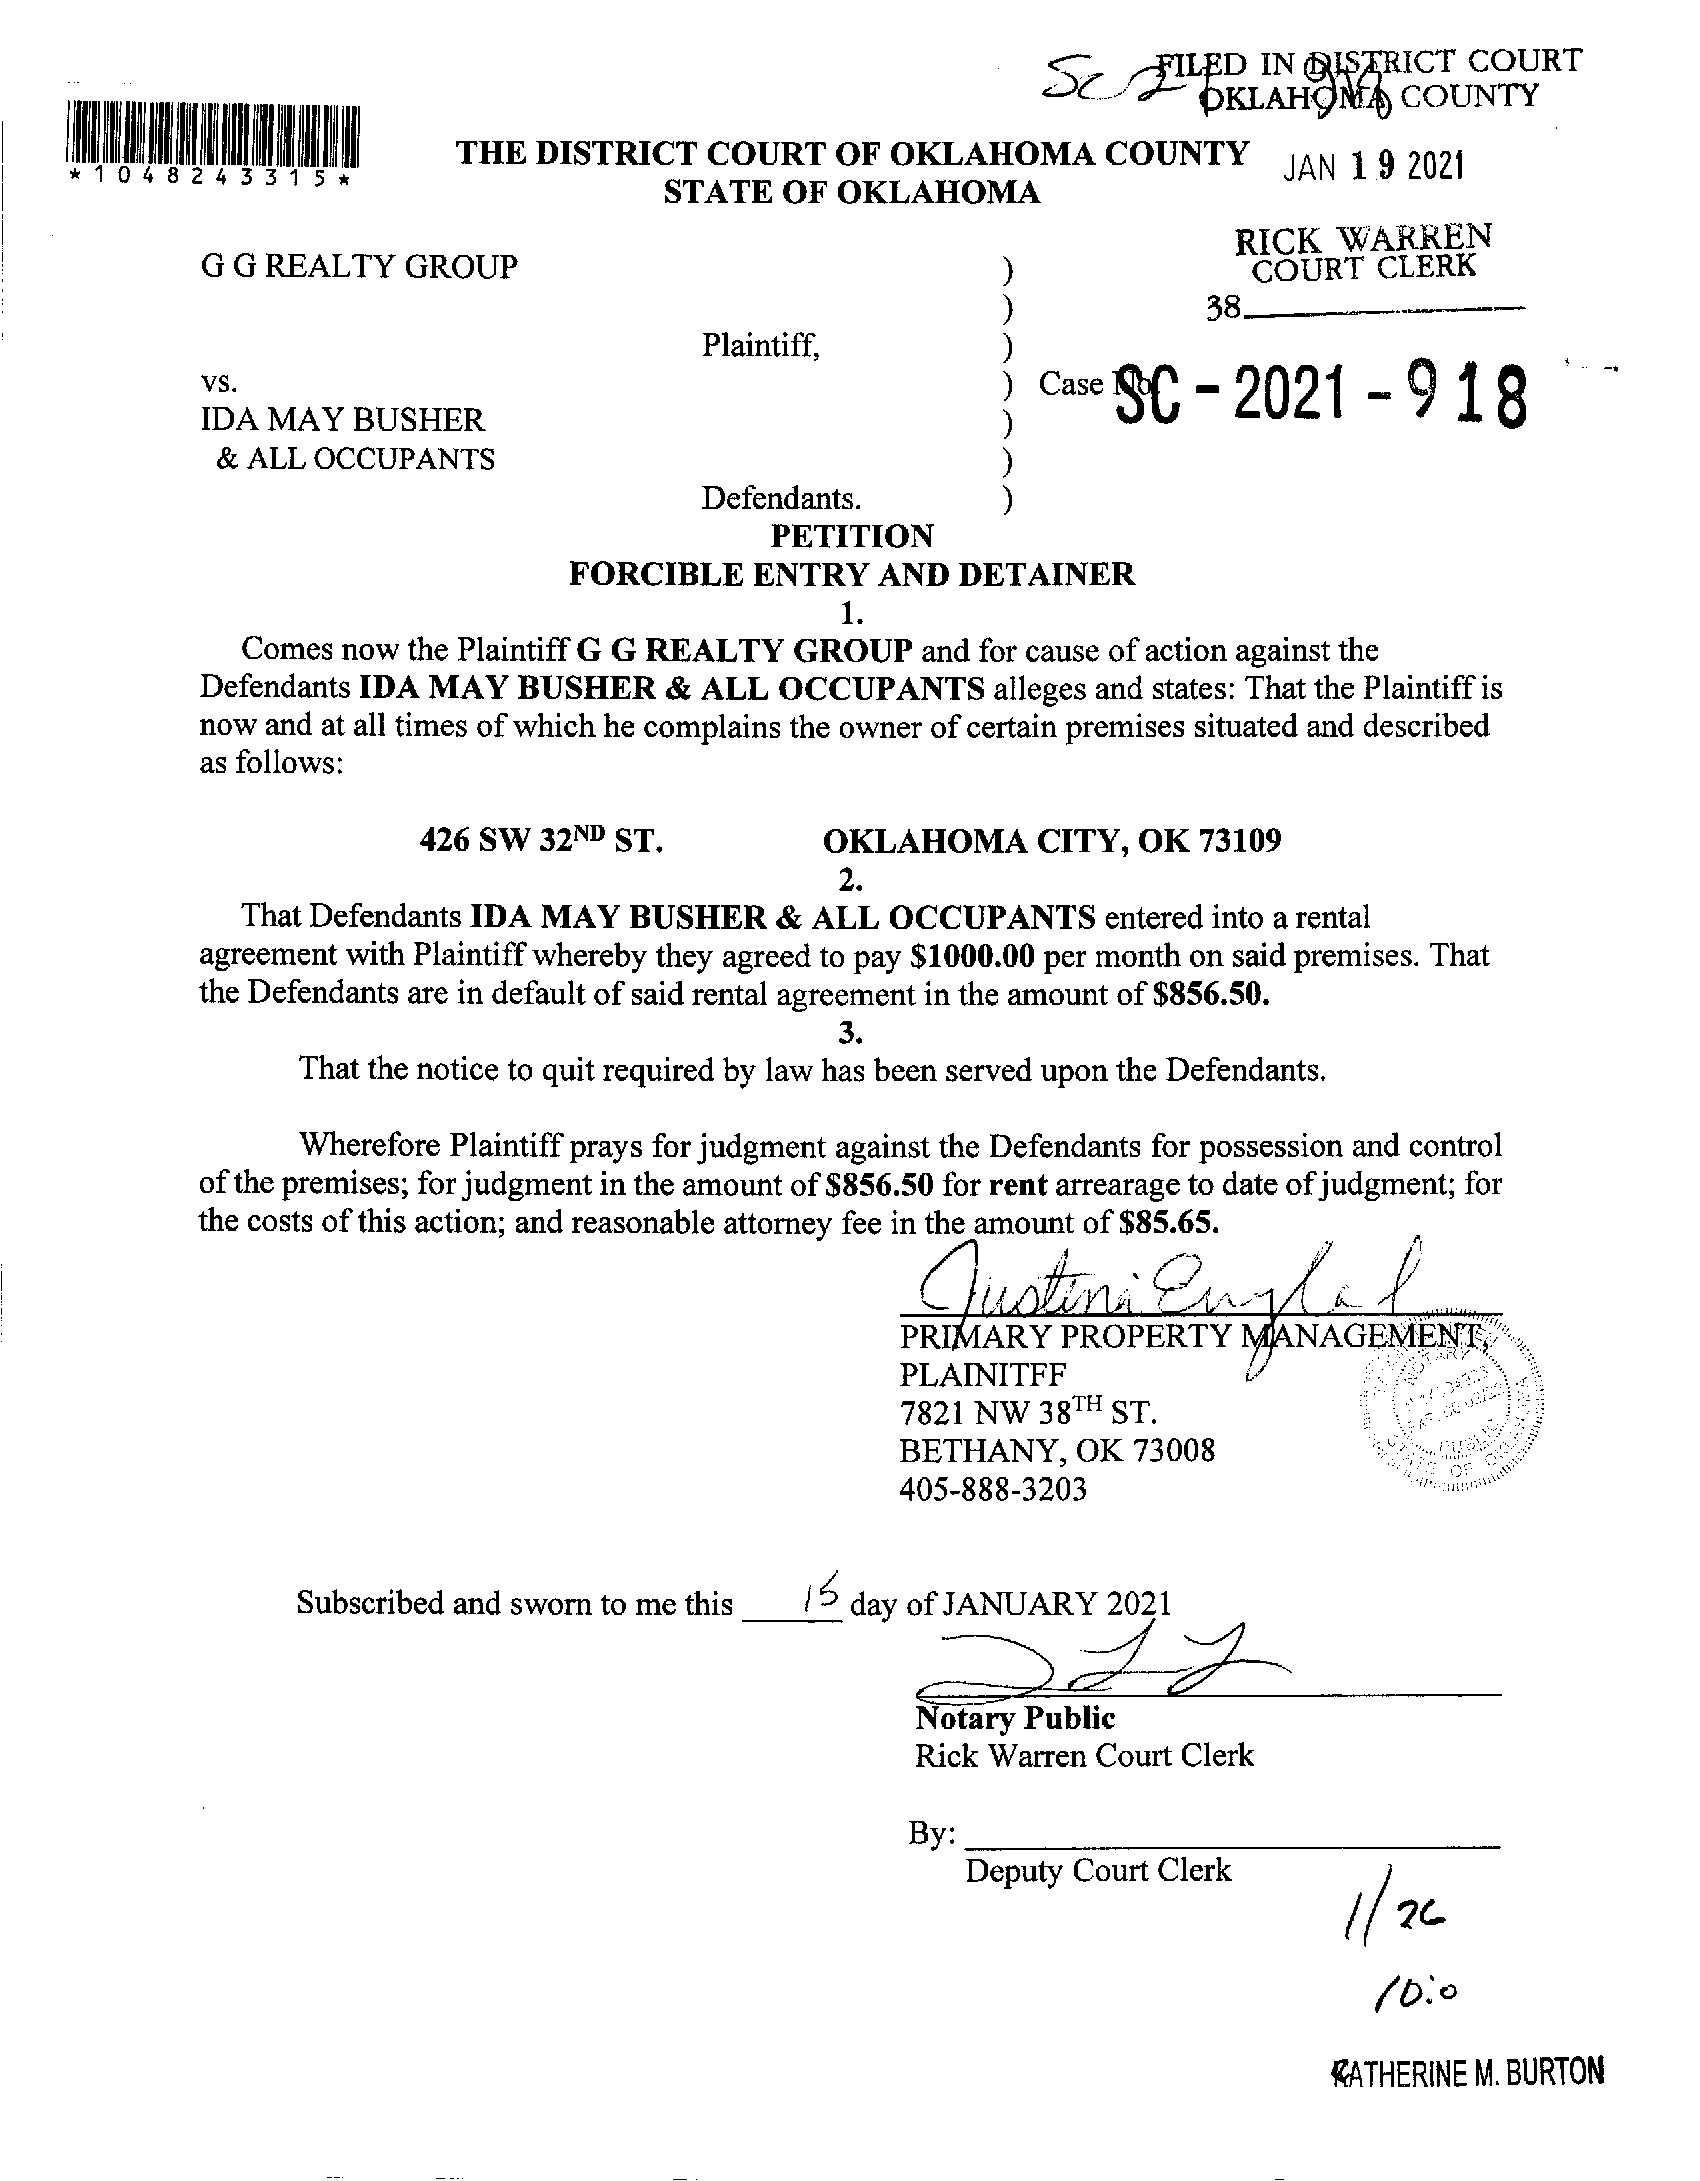 FILED IN DISTRICT COURT
OKLAHOMA COUNTY
*1048243315*
THE DISTRICT COURT OF OKLAHOMA COUNTY
STATE OF OKLAHOMA
JAN 19 2021
RICK WARREN
COURT CLERK
38
G G REALTY GROUP )
)
Plaintiff, )
vs. ) Case No. SC-2021-918
IDA MAY BUSHER )
& ALL OCCUPANTS )
Defendants. )
PETITION
FORCIBLE ENTRY AND DETAINER
1.
Comes now the Plaintiff G G REALTY GROUP and for cause of action against the
Defendants IDA MAY BUSHER & ALL OCCUPANTS alleges and states: That the Plaintiff is
now and at all times of which he complains the owner of certain premises situated and described
as follows:
426 SW 32ND ST. OKLAHOMA CITY, OK 73109
2.
That Defendants IDA MAY BUSHER & ALL OCCUPANTS entered into a rental
agreement with Plaintiff whereby they agreed to pay $1000.00 per month on said premises. That
the Defendants are in default of said rental agreement in the amount of $856.50.
3.
That the notice to quit required by law has been served upon the Defendants.
Wherefore Plaintiff prays for judgment against the Defendants for possession and control
of the premises; for judgment in the amount of $856.50 for rent arrearage to date of judgment; for
the costs of this action; and reasonable attorney fee in the amount of $85.65.
PRIMARY PROPERTY MANAGEMENT,
PLAINITFF
7821 NW 38TH ST.
BETHANY, OK 73008
405-888-3203
NOTARY
PUBLIC
STATE OF OKLAHOMA
Subscribed and sworn to me this 15 day of JANUARY 2021
Notary Public
Rick Warren Court Clerk
By:
Deputy Court Clerk
1/26
10:0
KATHERINE M. BURTON